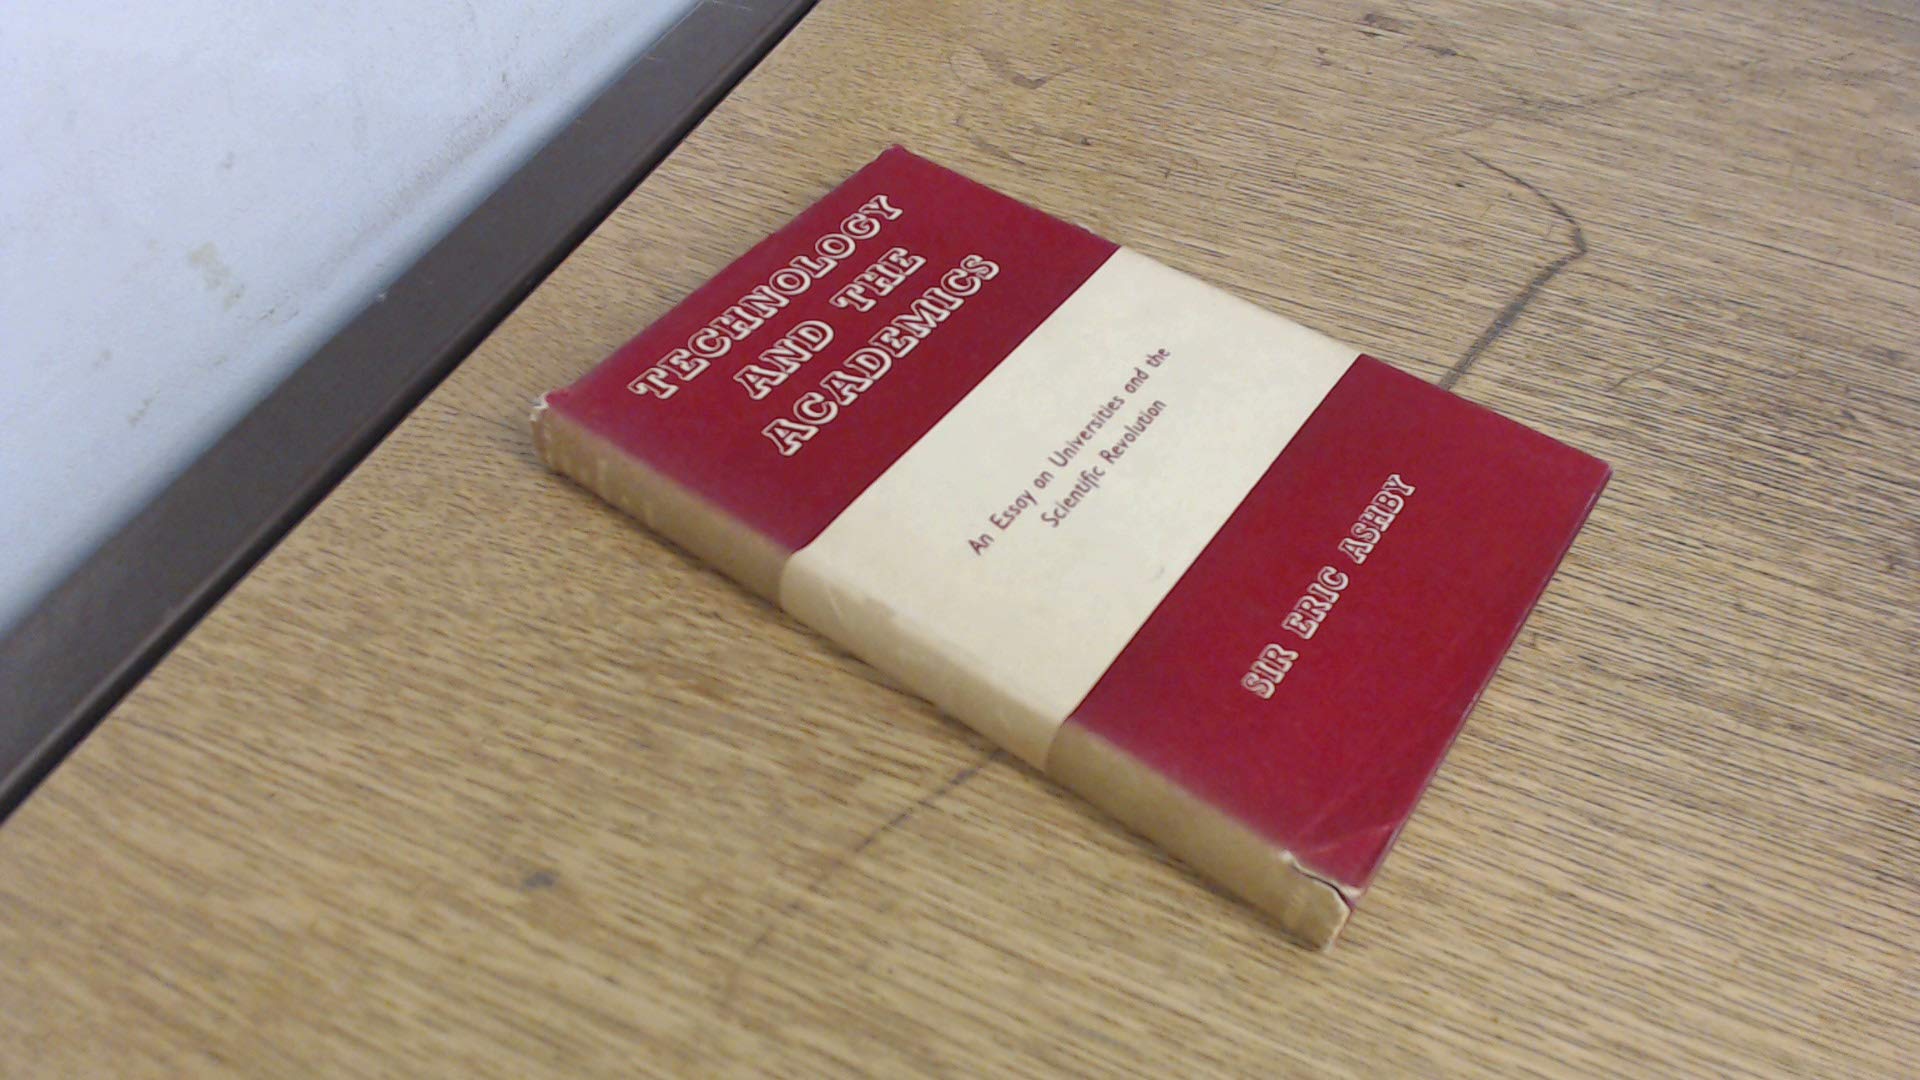 TECHNOLOGY
AND THE
ACADEMICS
An Essay on Universities and the
Scientific Revolution
SIR ERIC ASHBY